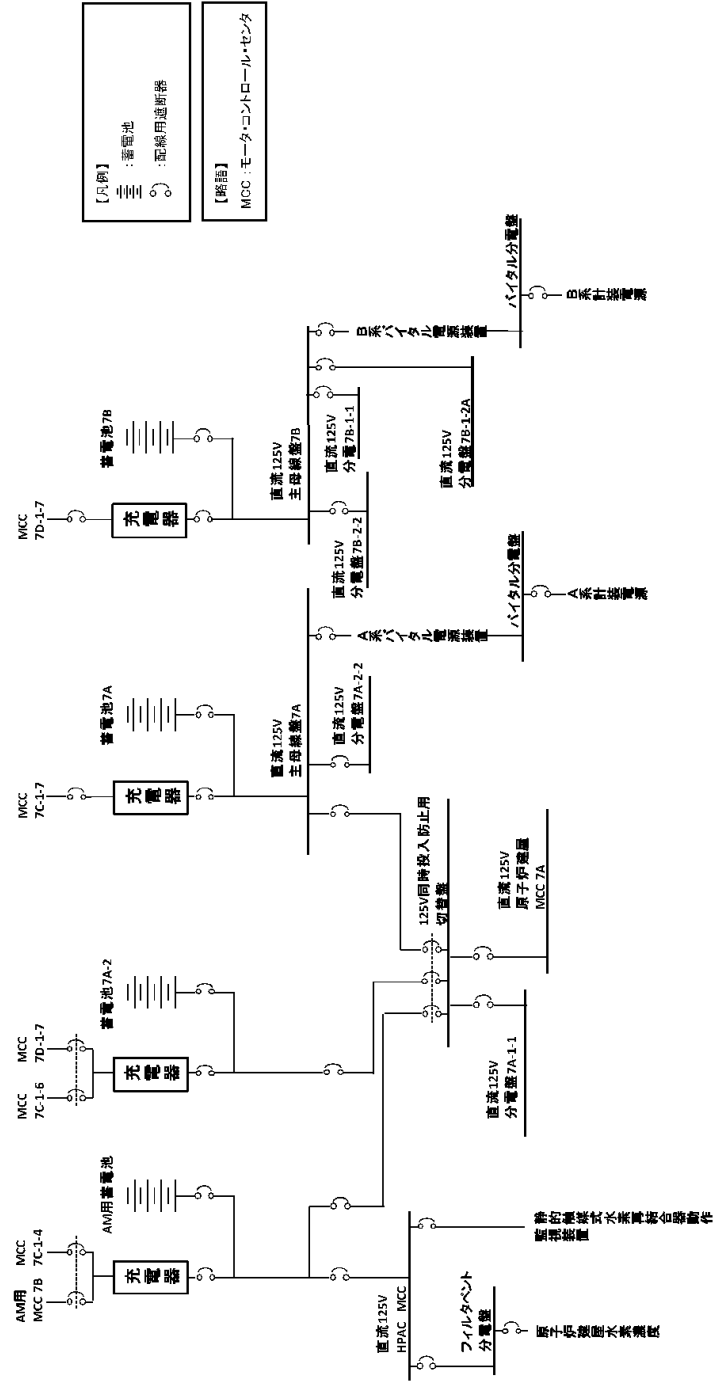 AM用
MCC 7B
MCC
7C-1-4
充電器
AM用蓄電池
直流125V
HPAC MCC
フィルタベント
分電盤
原子炉建屋水素濃度
静的触媒式水素再結合器動作
監視装置
MCC
7C-1-6
MCC
7D-1-7
充電器
蓄電池7A-2
125V同時投入防止用
切替盤
直流125V
分電盤7A-1-1
直流125V
原子炉建屋
MCC 7A
MCC
7C-1-7
充電器
蓄電池7A
直流125V
主母線盤7A
直流125V
分電盤7A-2-2
A系バイタル電源装置
バイタル分電盤
A系計装電源
MCC
7D-1-7
充電器
蓄電池7B
直流125V
主母線盤7B
直流125V
分電盤7B-2-2
直流125V
分電7B-1-1
直流125V
分電盤7B-1-2A
B系バイタル電源装置
バイタル分電盤
B系計装電源
【凡例】
：蓄電池
：配線用遮断器
【略語】
MCC：モータ・コントロール・センタ